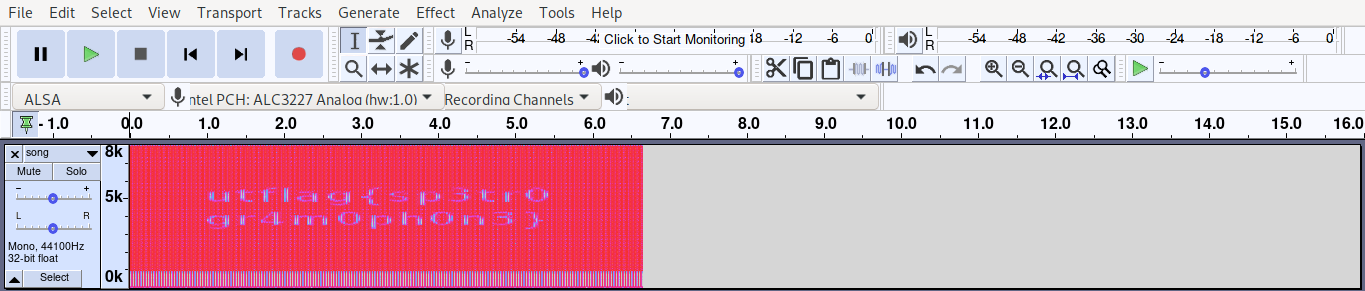 File Edit Select View Transport Tracks Generate Effect Analyze Tools Help
L R -54 -48 -4 Click to Start Monitoring 18 -12 -6 0
L R -54 -48 -42 -36 -30 -24 -18 -12 -6 0
- + - + - +
ALSA ntel PCH: ALC3227 Analog (hw:1.0) Recording Channels :
- 1.0 0.0 1.0 2.0 3.0 4.0 5.0 6.0 7.0 8.0 9.0 10.0 11.0 12.0 13.0 14.0 15.0 16.0
song
Mute Solo
- +
L R
Mono, 44100Hz
32-bit float
Select
8k
5k
0k
utflag{sp3tr0
gr4m0ph0n3}